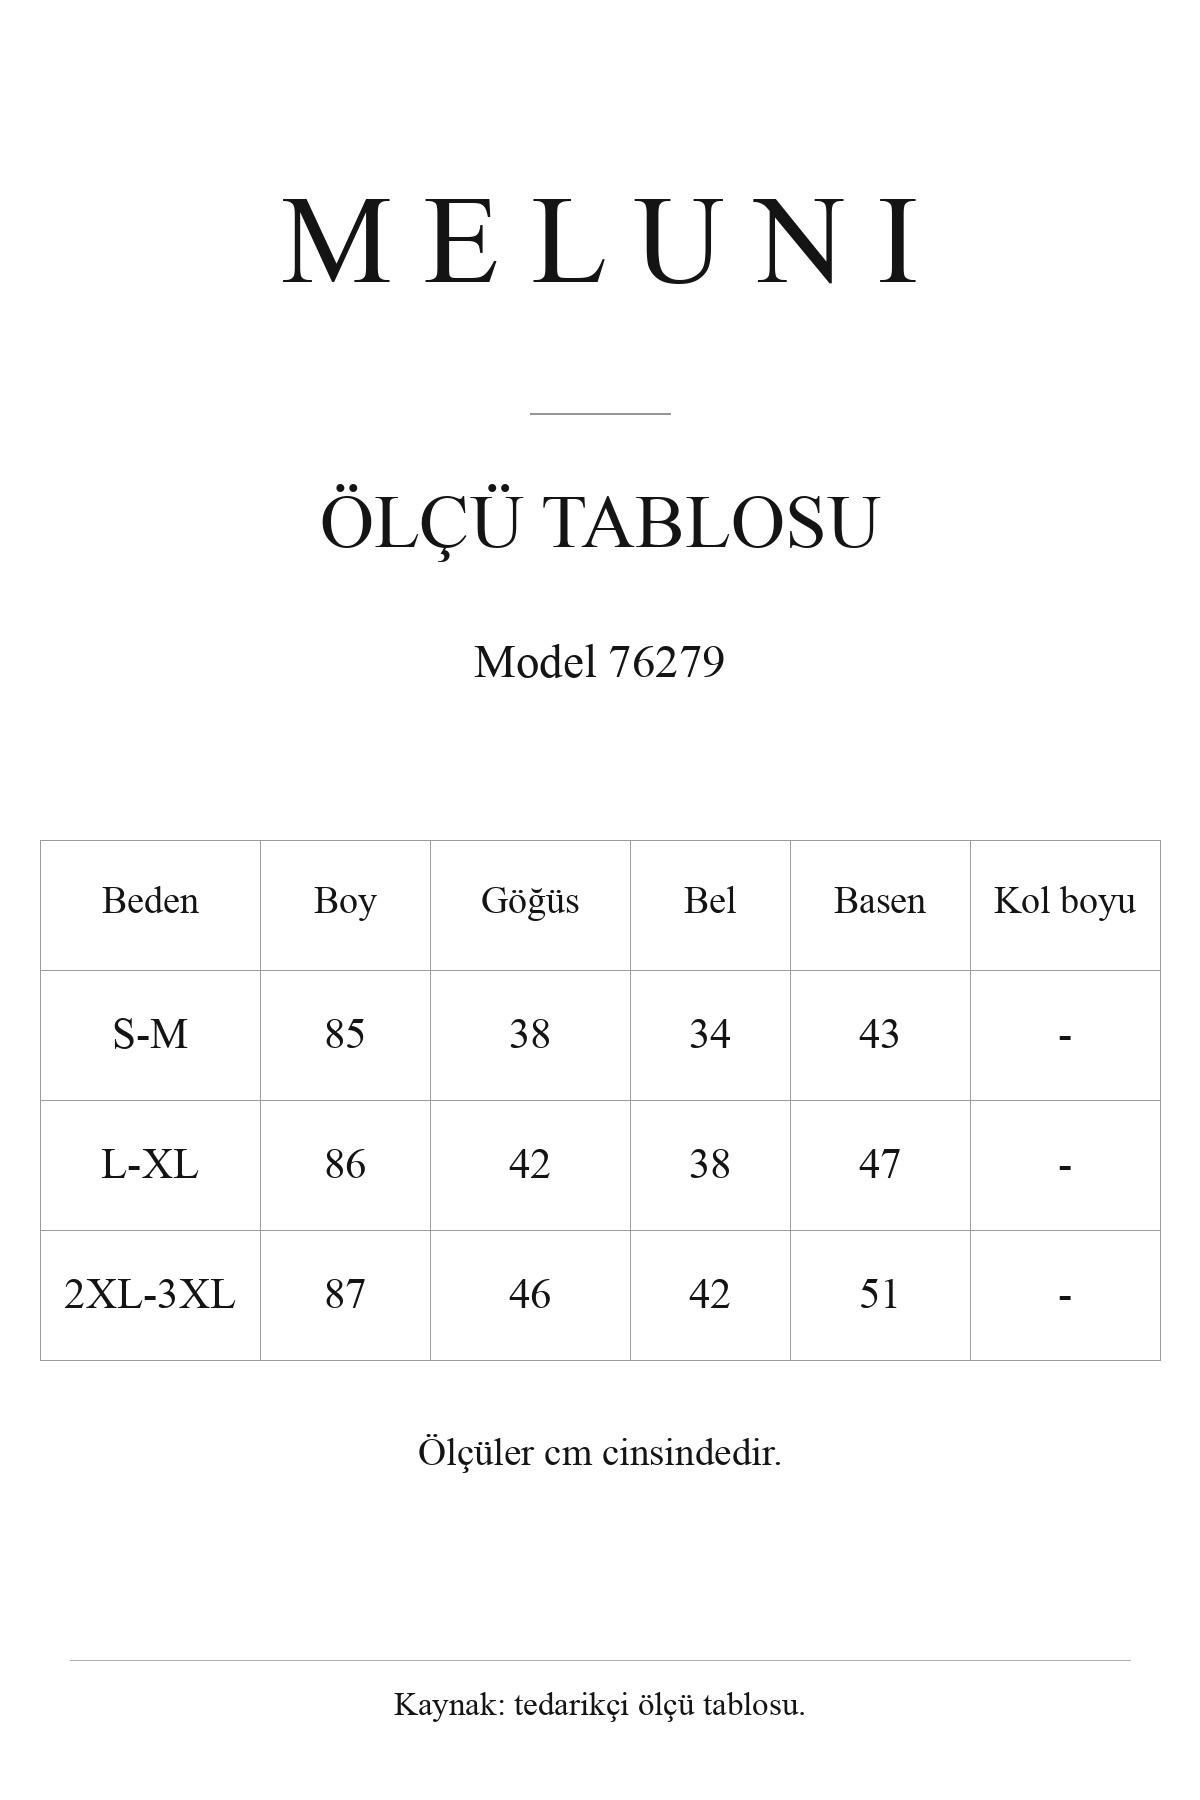 MELUNI
ÖLÇÜ TABLOSU
Model 76279
Beden Boy Göğüs Bel Basen Kol boyu
S-M 85 38 34 43 -
L-XL 86 42 38 47 -
2XL-3XL 87 46 42 51 -
Ölçüler cm cinsindedir.
Kaynak: tedarikçi ölçü tablosu.